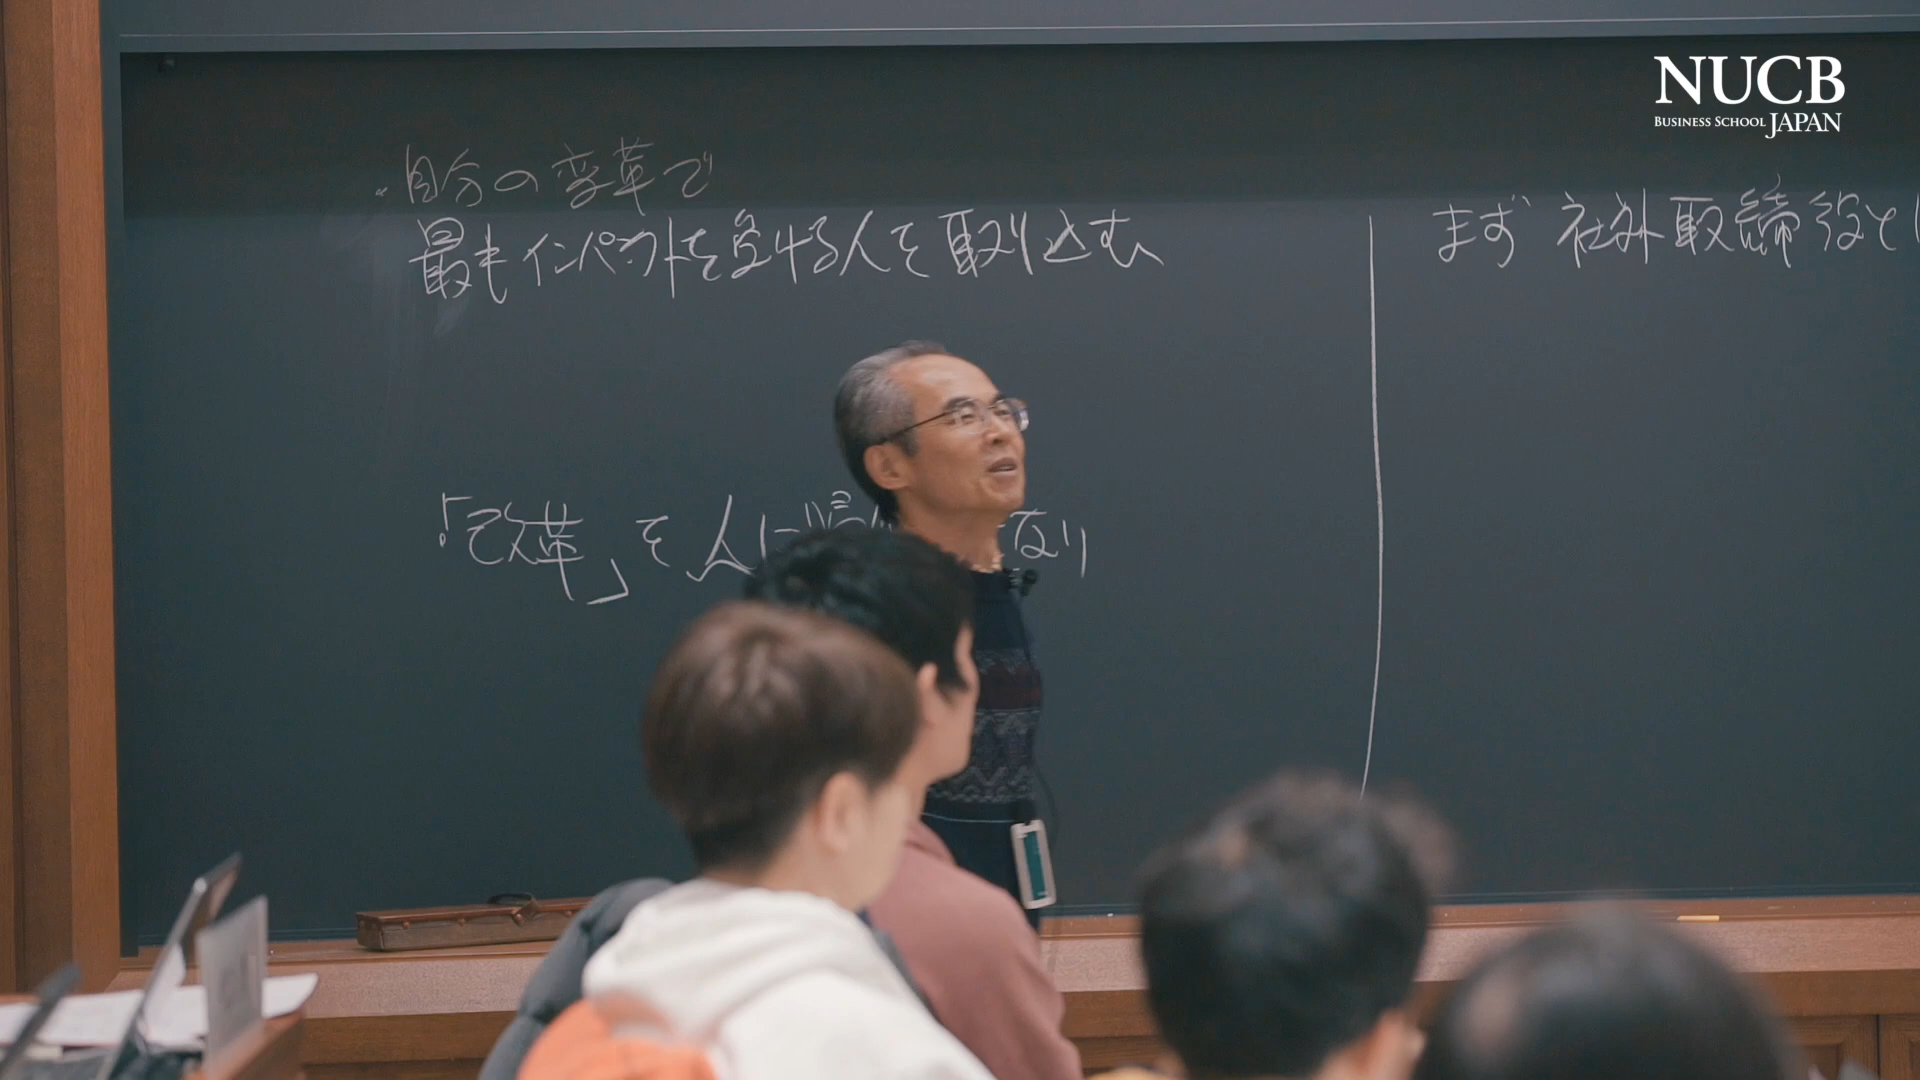 ・自分の変革で
最もインパクトを受ける人を取り込む
「改革」を人に
なり
まず 社外取締役と
NUCB
BUSINESS SCHOOL JAPAN